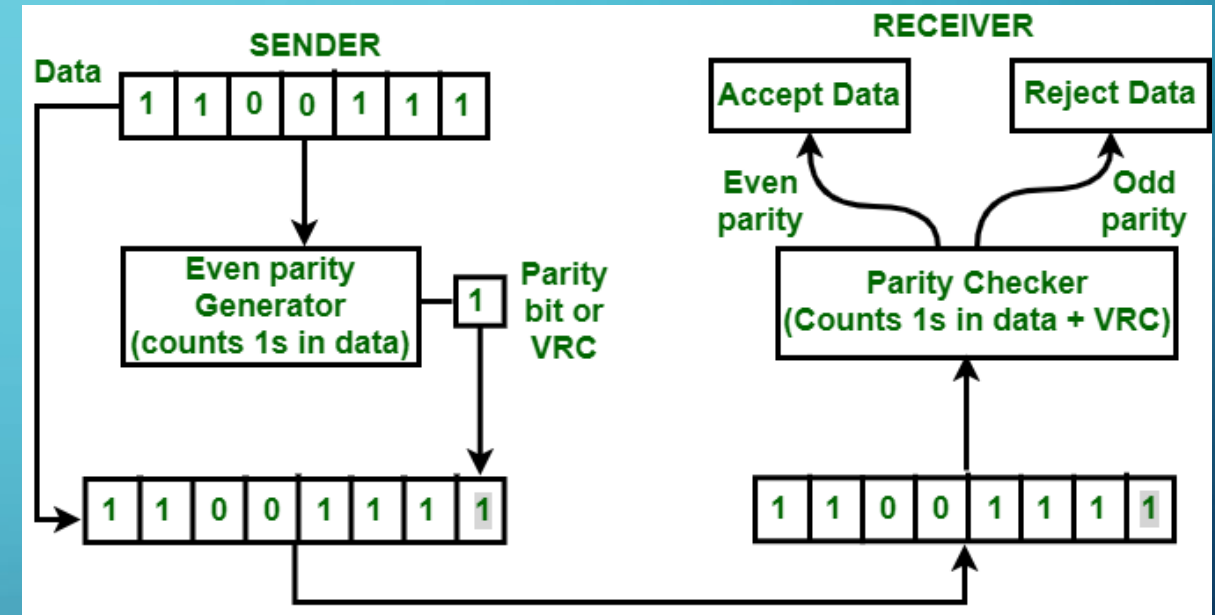 SENDER
Data
1 1 0 0 1 1 1
Even parity
Generator
(counts 1s in data)
1
Parity
bit or
VRC
1 1 0 0 1 1 1 1
RECEIVER
Accept Data
Reject Data
Even
parity
Odd
parity
Parity Checker
(Counts 1s in data + VRC)
1 1 0 0 1 1 1 1